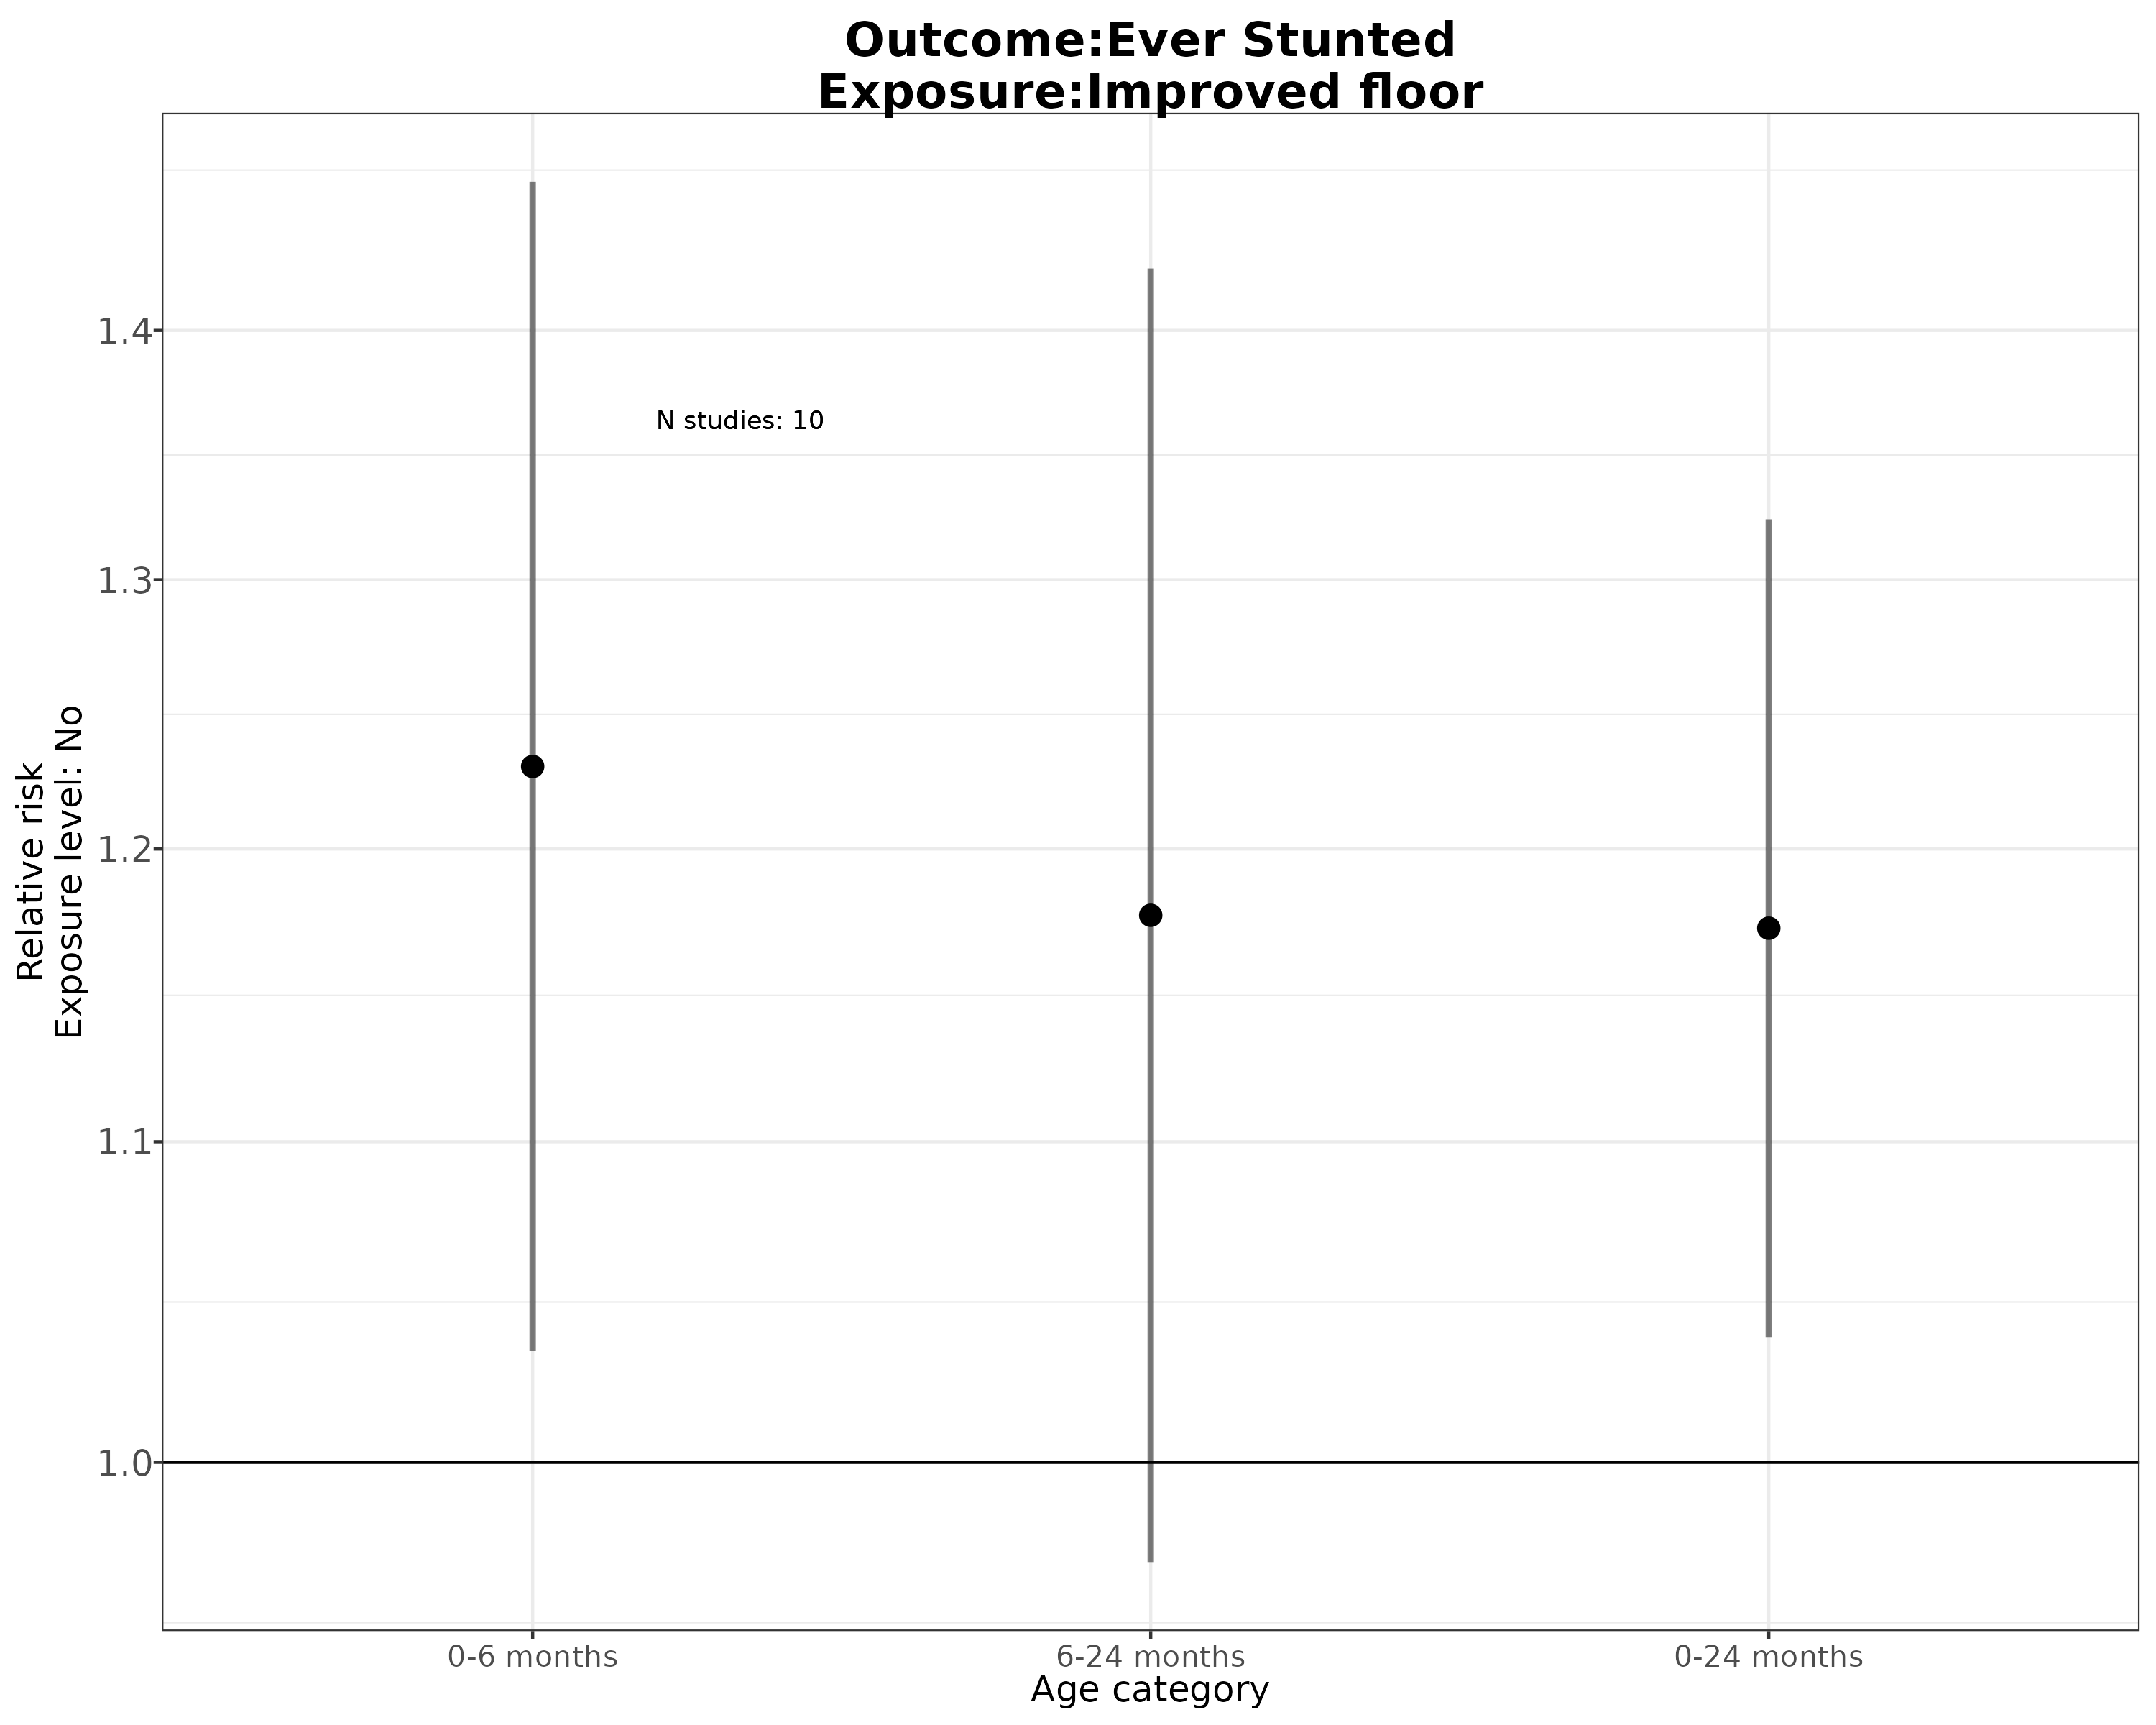 Outcome:Ever Stunted
Exposure:Improved floor
Relative risk
Exposure level: No
1.4
1.3
1.2
1.1
1.0
N studies: 10
0-6 months
6-24 months
0-24 months
Age category